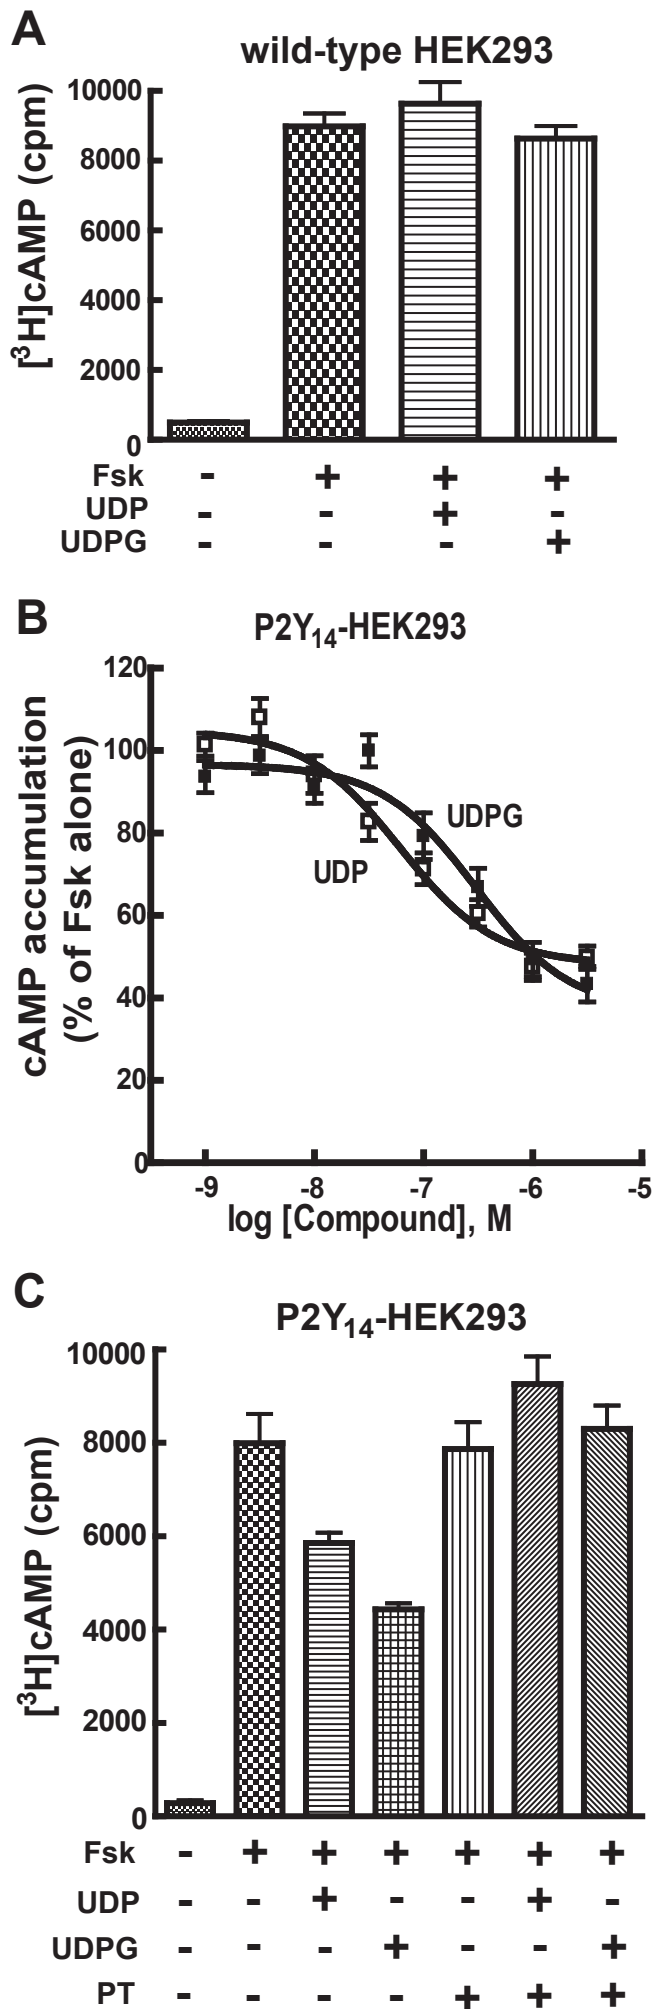 A
wild-type HEK293
[³H]cAMP (cpm)
10000
8000
6000
4000
2000
0
Fsk - + + +
UDP - - + -
UDPG - - - +
B
P2Y₁₄-HEK293
cAMP accumulation
(% of Fsk alone)
120
100
80
60
40
20
0
UDPG
UDP
-9 -8 -7 -6 -5
log [Compound], M
C
P2Y₁₄-HEK293
[³H]cAMP (cpm)
10000
8000
6000
4000
2000
0
Fsk - + + + + + +
UDP - - + - - + -
UDPG - - - + - - +
PT - - - - + + +